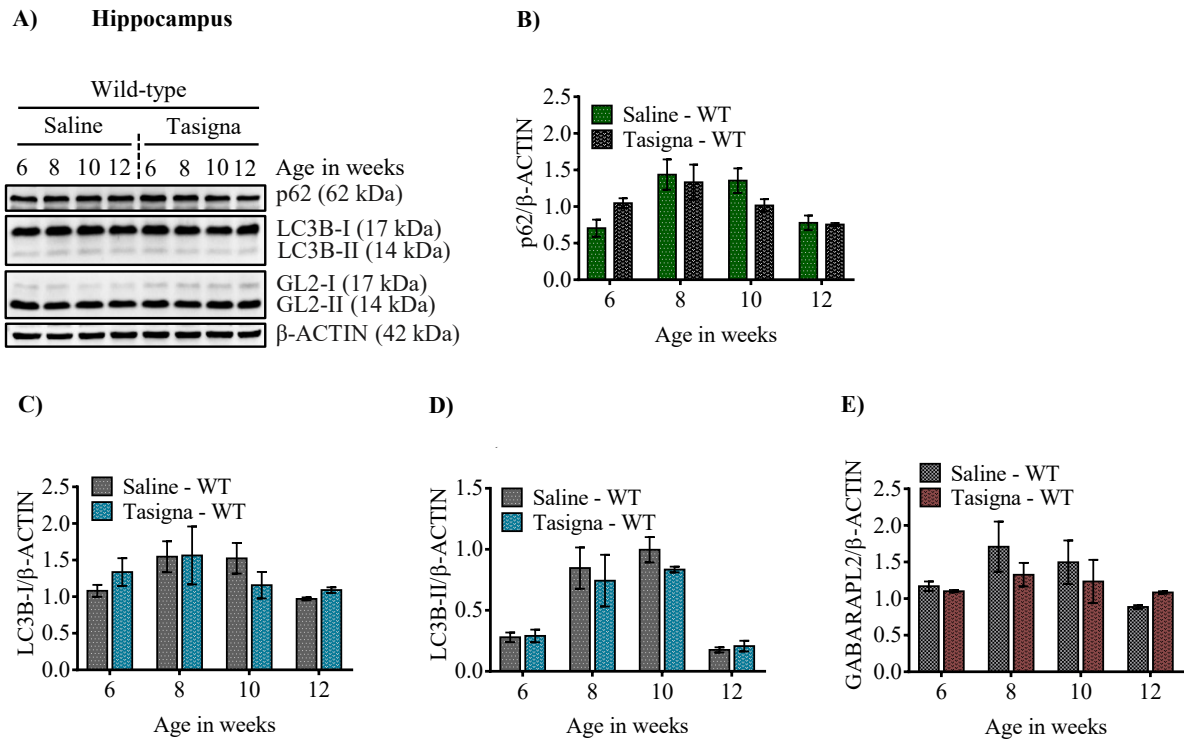 A) Hippocampus
Wild-type
Saline Tasigna
6 8 10 12 6 8 10 12 Age in weeks
p62 (62 kDa)
LC3B-I (17 kDa)
LC3B-II (14 kDa)
GL2-I (17 kDa)
GL2-II (14 kDa)
β-ACTIN (42 kDa)
B)
p62/β-ACTIN
2.5
2.0
1.5
1.0
0.5
0.0
Saline - WT
Tasigna - WT
6 8 10 12
Age in weeks
C)
LC3B-I/β-ACTIN
2.5
2.0
1.5
1.0
0.5
0.0
Saline - WT
Tasigna - WT
6 8 10 12
Age in weeks
D)
LC3B-II/β-ACTIN
1.5
1.0
0.5
0.0
Saline - WT
Tasigna - WT
6 8 10 12
Age in weeks
E)
GABARAPL2/β-ACTIN
2.5
2.0
1.5
1.0
0.5
0.0
Saline - WT
Tasigna - WT
6 8 10 12
Age in weeks